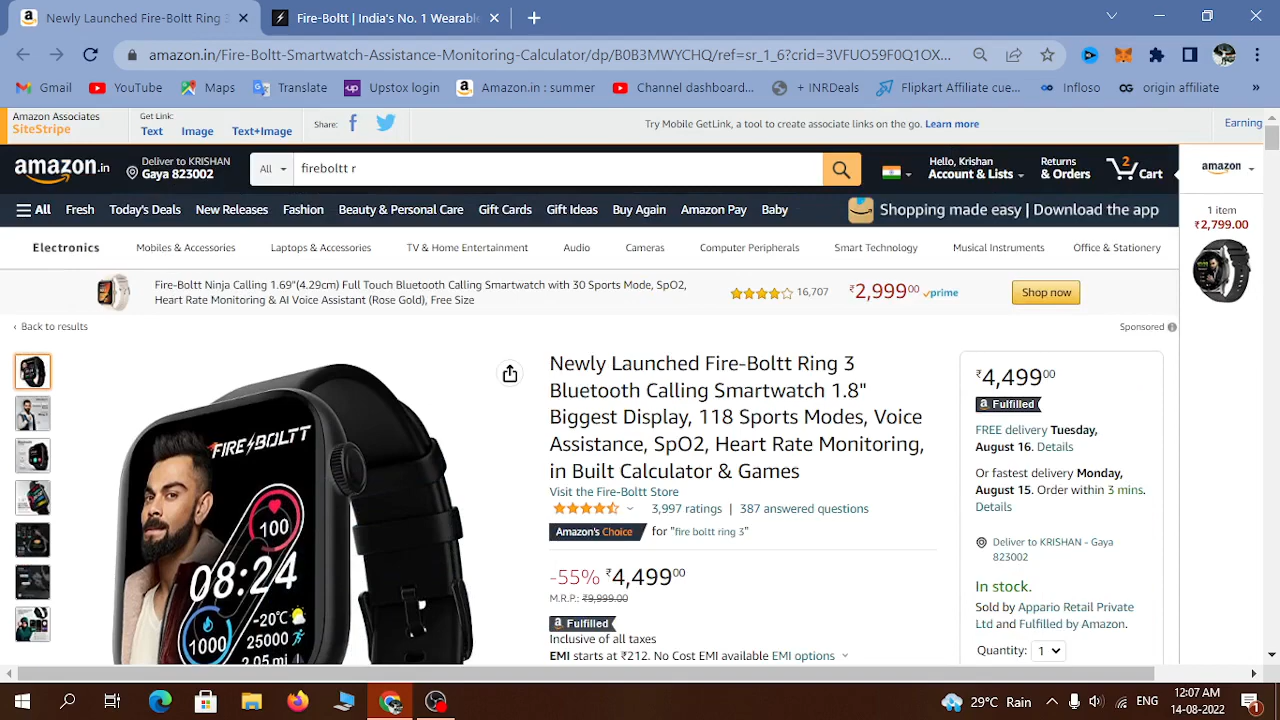 Newly Launched Fire-Boltt Ring 3
Fire-Boltt | India's No. 1 Wearable
amazon.in/Fire-Boltt-Smartwatch-Assistance-Monitoring-Calculator/dp/B0B3MWYCHQ/ref=sr_1_6?crid=3VFUO59F0Q1OX...
Gmail YouTube Maps Translate Upstox login Amazon.in : summer Channel dashboard... + INRDeals Flipkart Affiliate cue... Infloso origin affiliate »
Amazon Associates
SiteStripe
Get Link:
Text Image Text+Image
Share:
Try Mobile GetLink, a tool to create associate links on the go. Learn more
Earning
amazon.in
Deliver to KRISHAN
Gaya 823002
All
fireboltt r
Hello, Krishan
Account & Lists
Returns
& Orders
2
Cart
amazon
All Fresh Today's Deals New Releases Fashion Beauty & Personal Care Gift Cards Gift Ideas Buy Again Amazon Pay Baby
Shopping made easy | Download the app
1 item
₹2,799.00
Electronics Mobiles & Accessories Laptops & Accessories TV & Home Entertainment Audio Cameras Computer Peripherals Smart Technology Musical Instruments Office & Stationery
Fire-Boltt Ninja Calling 1.69"(4.29cm) Full Touch Bluetooth Calling Smartwatch with 30 Sports Mode, SpO2,
Heart Rate Monitoring & AI Voice Assistant (Rose Gold), Free Size
16,707
₹2,999.00 prime
Shop now
‹ Back to results
Sponsored
Newly Launched Fire-Boltt Ring 3
Bluetooth Calling Smartwatch 1.8"
Biggest Display, 118 Sports Modes, Voice
Assistance, SpO2, Heart Rate Monitoring,
in Built Calculator & Games
Visit the Fire-Boltt Store
3,997 ratings | 387 answered questions
Amazon's Choice for "fire boltt ring 3"
-55% ₹4,499.00
M.R.P.: ₹9,999.00
Fulfilled
Inclusive of all taxes
EMI starts at ₹212. No Cost EMI available EMI options
FIRE BOLTT
100
08:24
-20°C
25000
1000
2.05 mi
₹4,499.00
Fulfilled
FREE delivery Tuesday,
August 16. Details
Or fastest delivery Monday,
August 15. Order within 3 mins.
Details
Deliver to KRISHAN - Gaya
823002
In stock.
Sold by Appario Retail Private
Ltd and Fulfilled by Amazon.
Quantity: 1
29°C Rain
ENG
12:07 AM
14-08-2022
1